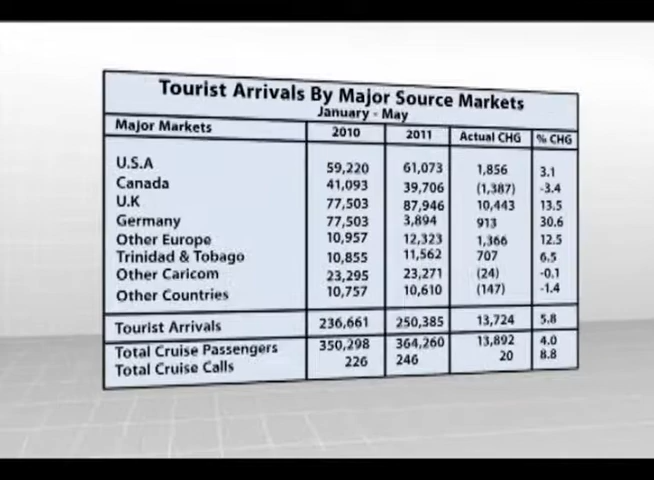 Tourist Arrivals By Major Source Markets
January - May
Major Markets 2010 2011 Actual CHG % CHG
U.S.A 59,220 61,073 1,856 3.1
Canada 41,093 39,706 (1,387) -3.4
U.K 77,503 87,946 10,443 13.5
Germany 77,503 3,894 913 30.6
Other Europe 10,957 12,323 1,366 12.5
Trinidad & Tobago 10,855 11,562 707 6.5
Other Caricom 23,295 23,271 (24) -0.1
Other Countries 10,757 10,610 (147) -1.4
Tourist Arrivals 236,661 250,385 13,724 5.8
Total Cruise Passengers 350,298 364,260 13,892 4.0
Total Cruise Calls 226 246 20 8.8